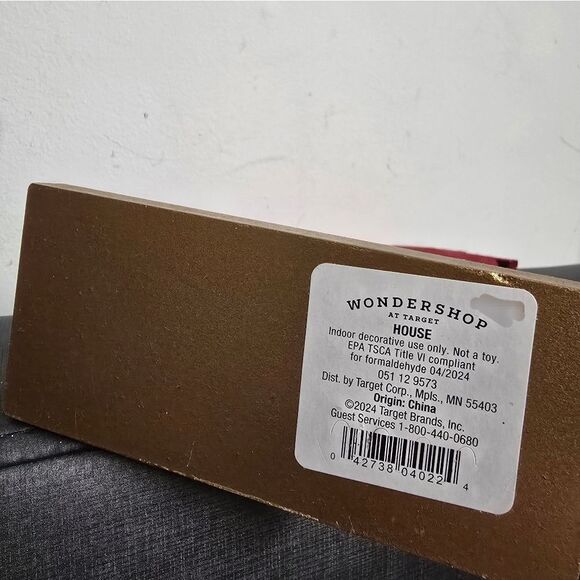 WONDERSHOP
AT TARGET
HOUSE
Indoor decorative use only. Not a toy.
EPA TSCA Title VI compliant
for formaldehyde 04/2024
051 12 9573
Dist. by Target Corp., Mpls., MN 55403
Origin: China
©2024 Target Brands, Inc.
Guest Services 1-800-440-0680
0 42738 04022 4